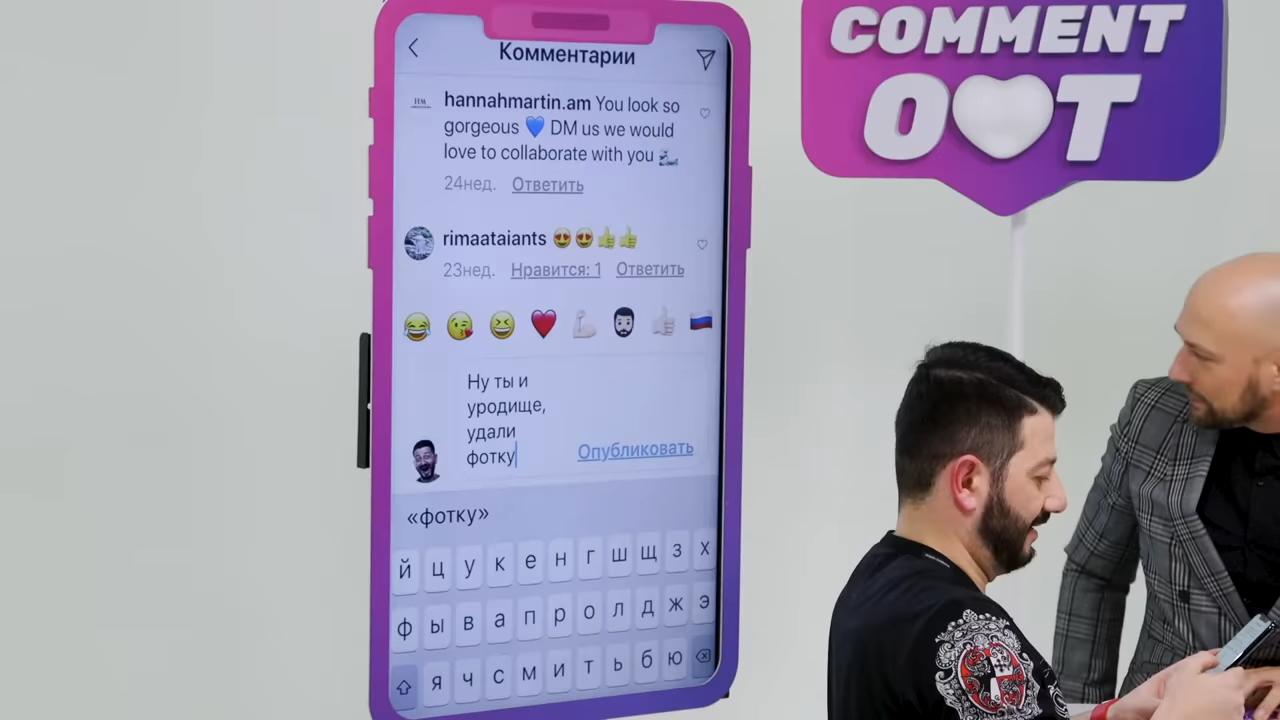 COMMENT
O T
Комментарии
HM
hannahmartin.am You look so
gorgeous 💙 DM us we would
love to collaborate with you
24нед. Ответить
rimaataiants 😍😍👍👍
23нед. Нравится: 1 Ответить
😂 😘 😆 ❤️ 💪🏻 🧔🏻 👍🏻 🇷🇺
Ну ты и
уродище,
удали
фотку
Опубликовать
«фотку»
й ц у к е н г ш щ з х
ф ы в а п р о л д ж э
я ч с м и т ь б ю